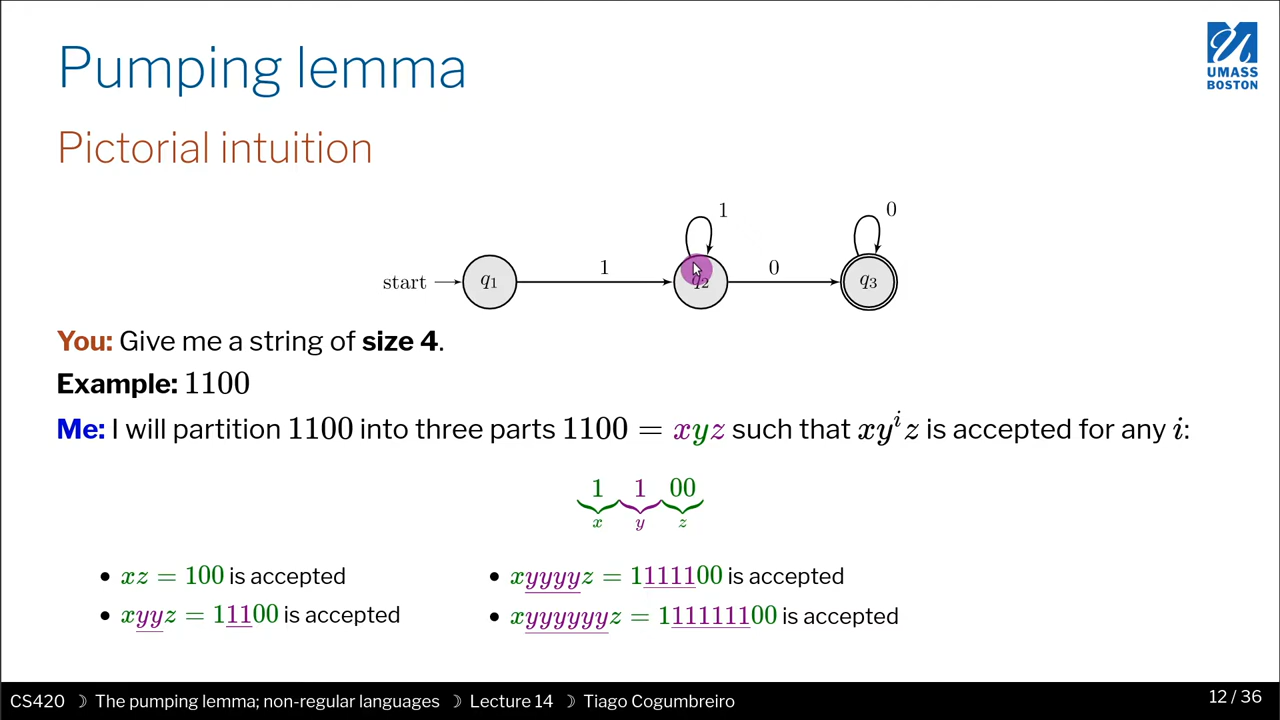 Pumping lemma
UMASS
BOSTON
Pictorial intuition
1
0
start
q1
1
q2
0
q3
You: Give me a string of size 4.
Example: 1100
Me: I will partition 1100 into three parts 1100 = xyz such that xy^i z is accepted for any i:
1 1 00
x y z
• xz = 100 is accepted
• xyyz = 11100 is accepted
• xyyyyz = 1111100 is accepted
• xyyyyyyz = 111111100 is accepted
CS420 ☽ The pumping lemma; non-regular languages ☽ Lecture 14 ☽ Tiago Cogumbreiro
12 / 36